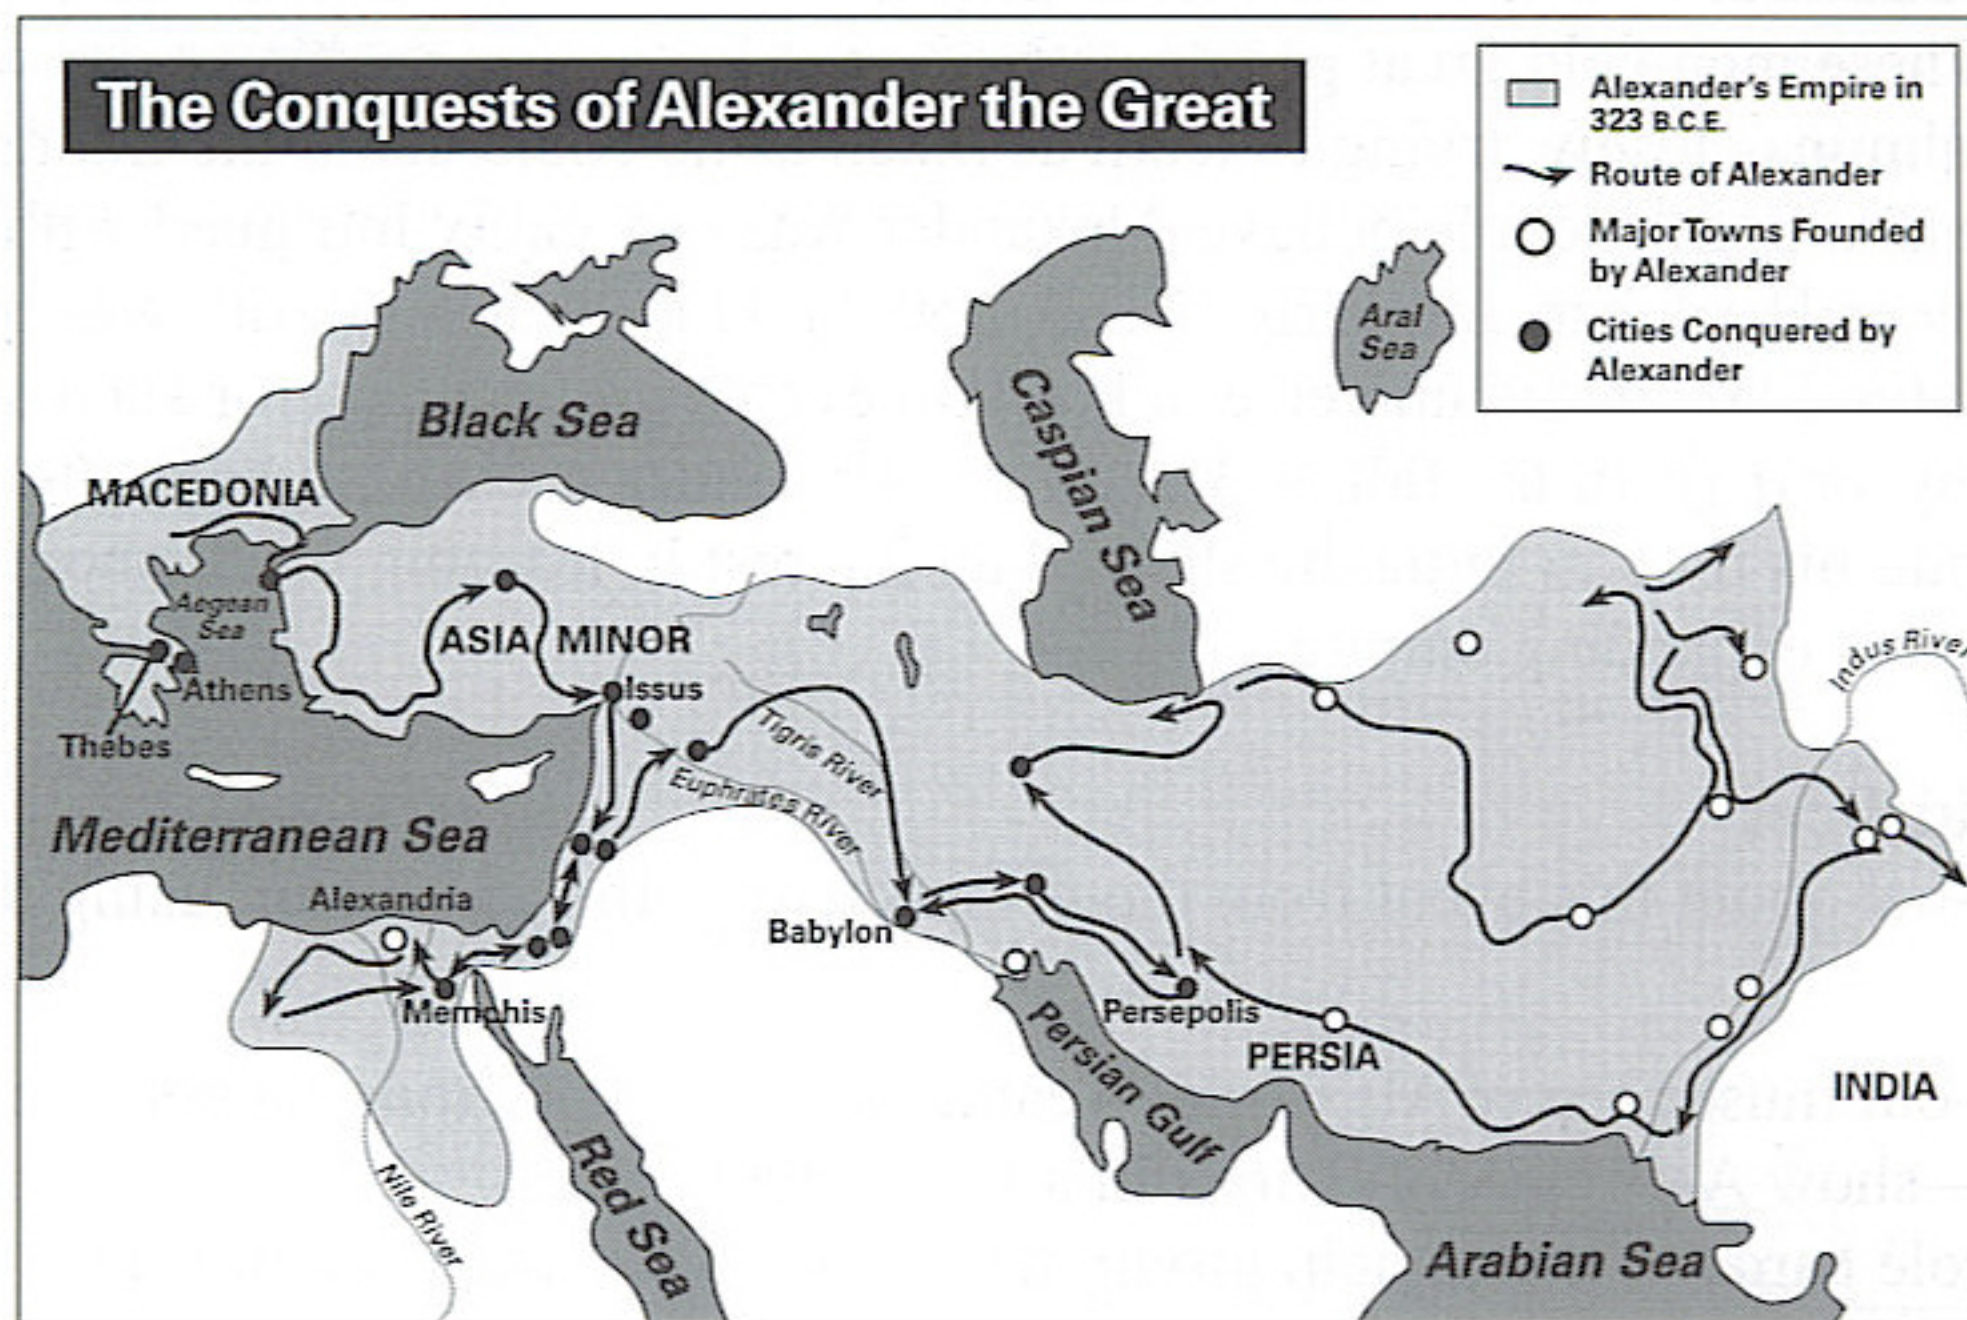 The Conquests of Alexander the Great
Alexander's Empire in
323 B.C.E.
Route of Alexander
Major Towns Founded
by Alexander
Cities Conquered by
Alexander
Aral
Sea
Black Sea
Caspian Sea
MACEDONIA
Aegean
Sea
ASIA MINOR
Issus
Athens
Thebes
Tigris River
Euphrates River
Indus River
Mediterranean Sea
Alexandria
Babylon
Memphis
Persepolis
PERSIA
Persian Gulf
INDIA
Nile River
Red Sea
Arabian Sea